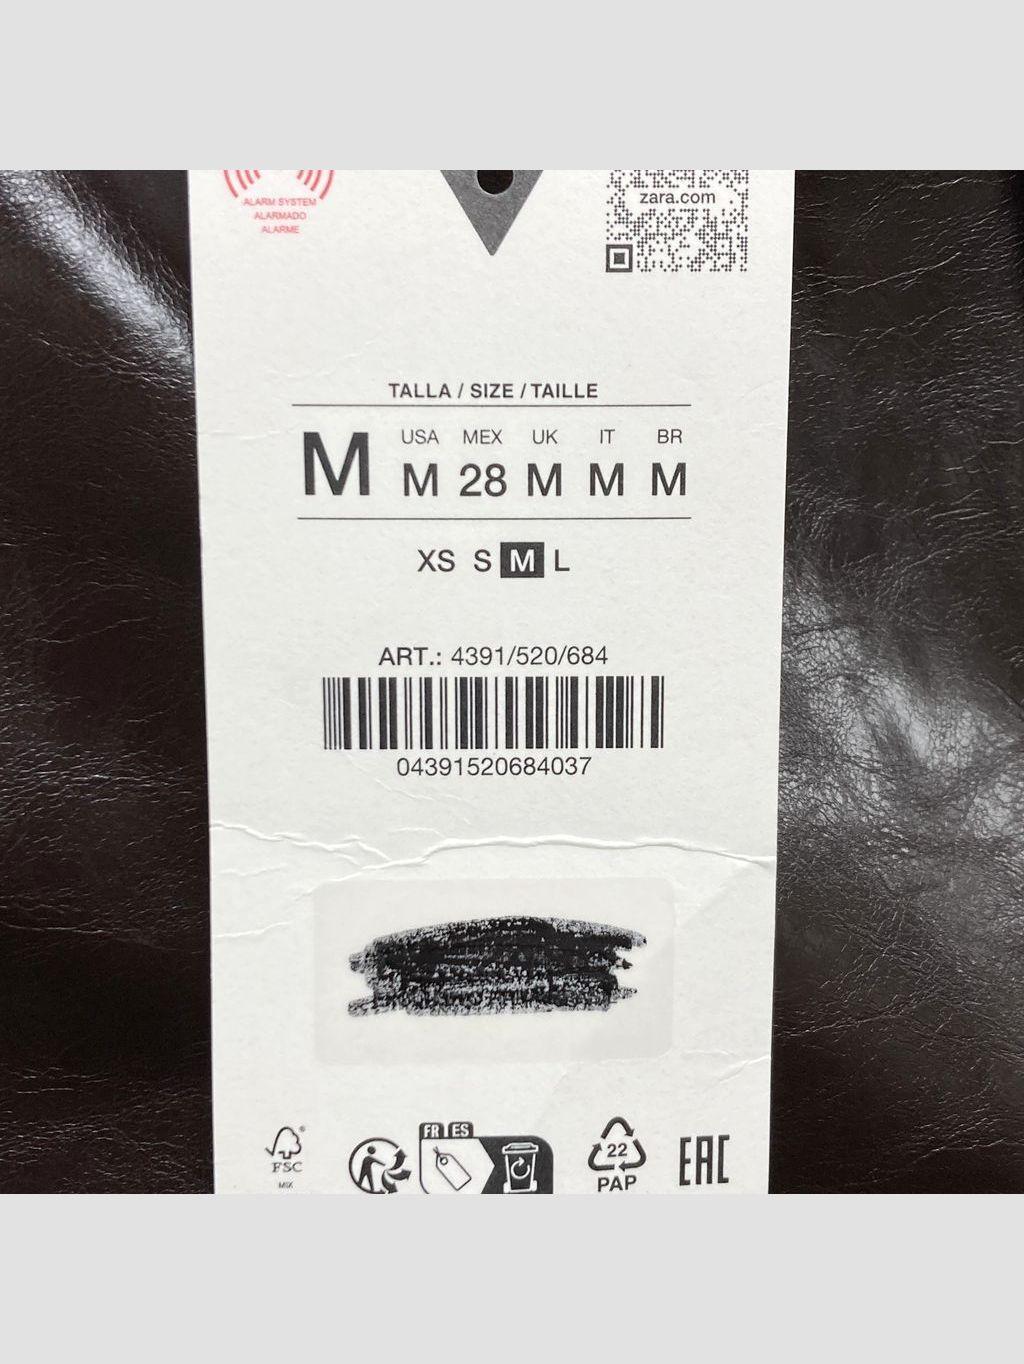 ALARM SYSTEM
ALARMADO
ALARME
zara.com
TALLA / SIZE / TAILLE
M
USA MEX UK IT BR
M 28 M M M
XS S M L
ART.: 4391/520/684
04391520684037
FR ES
FSC
MIX
22
PAP
EAC